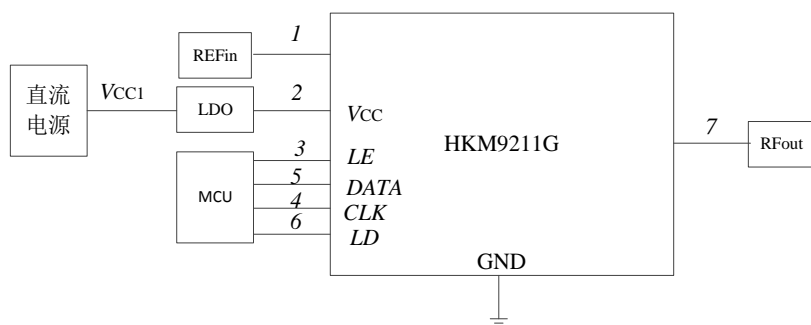 1
REFin
直流
电源
VCC1
LDO
2
VCC
HKM9211G
7
RFout
MCU
3
LE
5
DATA
4
CLK
6
LD
GND